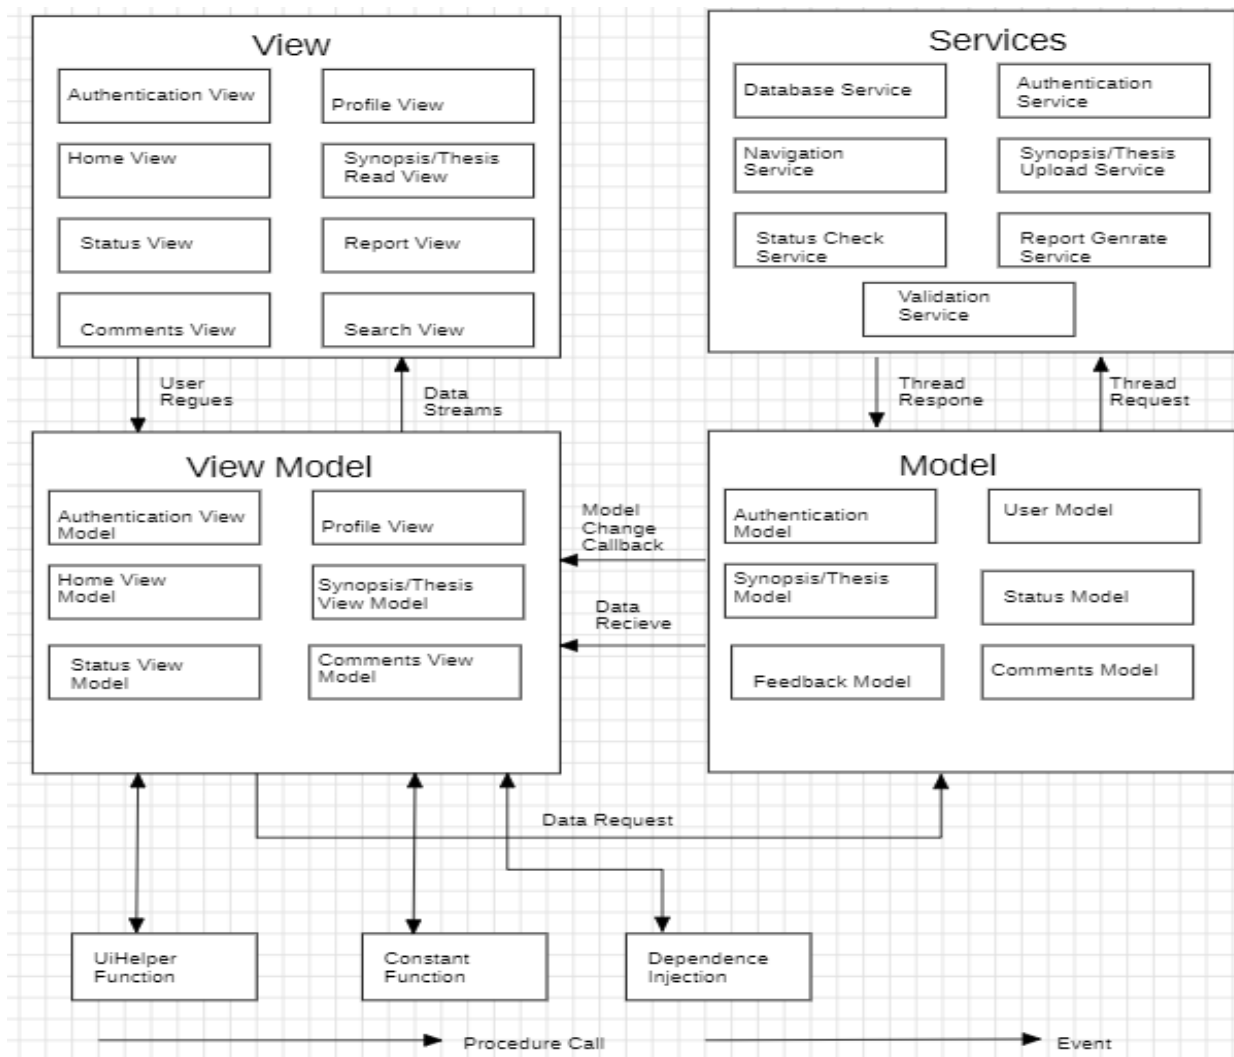 View
Authentication View
Profile View
Home View
Synopsis/Thesis
Read View
Status View
Report View
Comments View
Search View
Services
Database Service
Authentication
Service
Navigation
Service
Synopsis/Thesis
Upload Service
Status Check
Service
Report Genrate
Service
Validation
Service
User
Regues
Data
Streams
Thread
Respone
Thread
Request
View Model
Authentication View
Model
Profile View
Home View
Model
Synopsis/Thesis
View Model
Status View
Model
Comments View
Model
Model
Change
Callback
Data
Recieve
Model
Authentication
Model
User Model
Synopsis/Thesis
Model
Status Model
Feedback Model
Comments Model
Data Request
UiHelper
Function
Constant
Function
Dependence
Injection
Procedure Call
Event